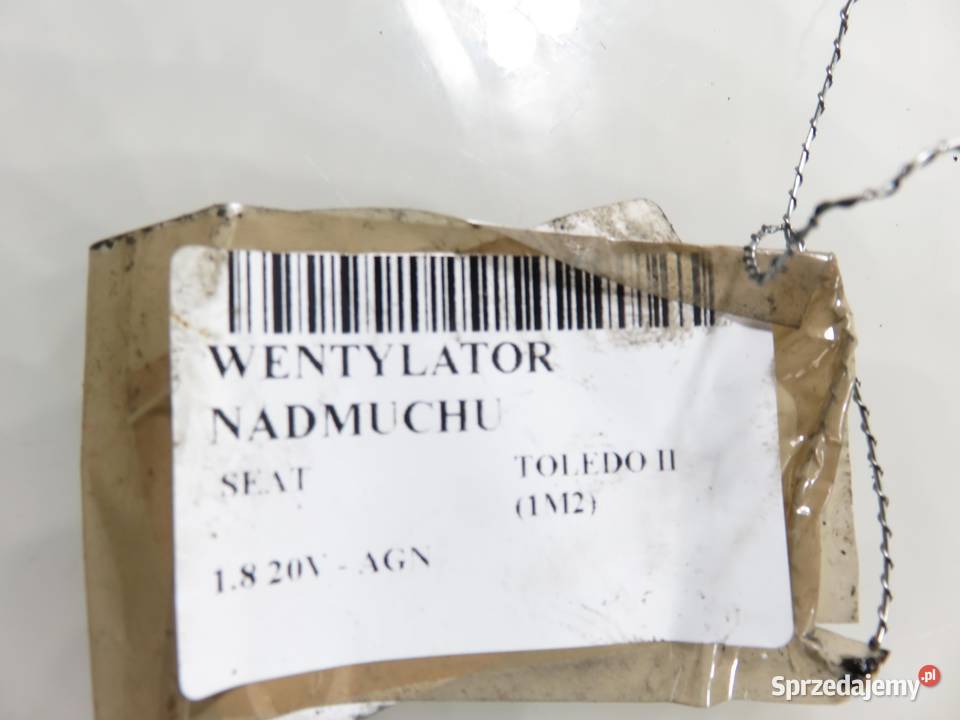 WENTYLATOR
NADMUCHU
SEAT
TOLEDO II
(1M2)
1.8 20V - AGN
Sprzedajemy.pl